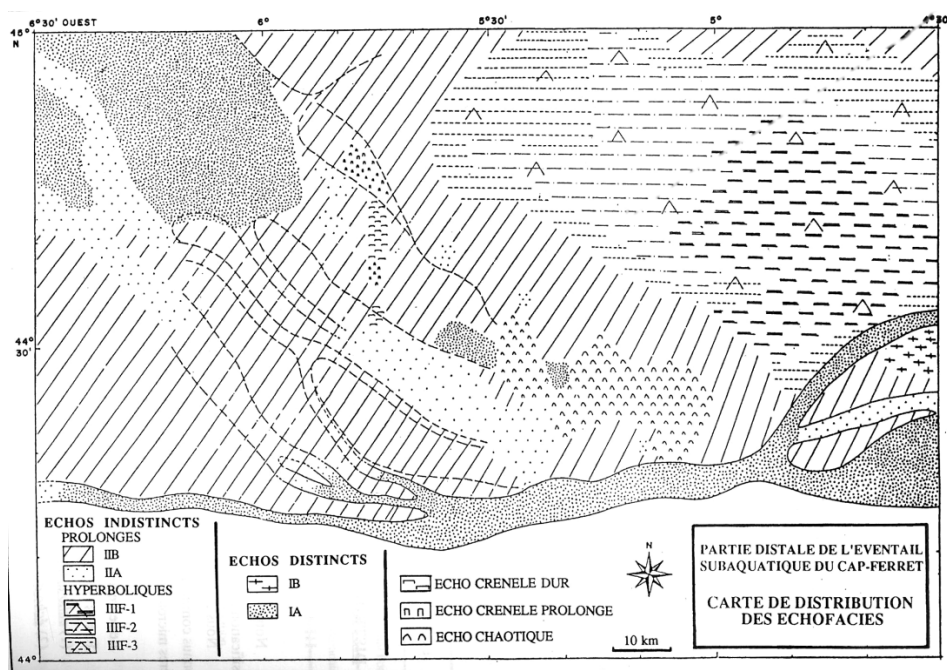 6°30' OUEST 6° 5°30' 5° 4°30'
45°
N
44°
30'
44°
ECHOS INDISTINCTS
PROLONGES
IIB
IIA
HYPERBOLIQUES
IIIF-1
IIIF-2
IIIF-3
ECHOS DISTINCTS
IB
IA
ECHO CRENELE DUR
ECHO CRENELE PROLONGE
ECHO CHAOTIQUE
N
10 km
PARTIE DISTALE DE L'EVENTAIL
SUBAQUATIQUE DU CAP-FERRET
CARTE DE DISTRIBUTION
DES ECHOFACIES